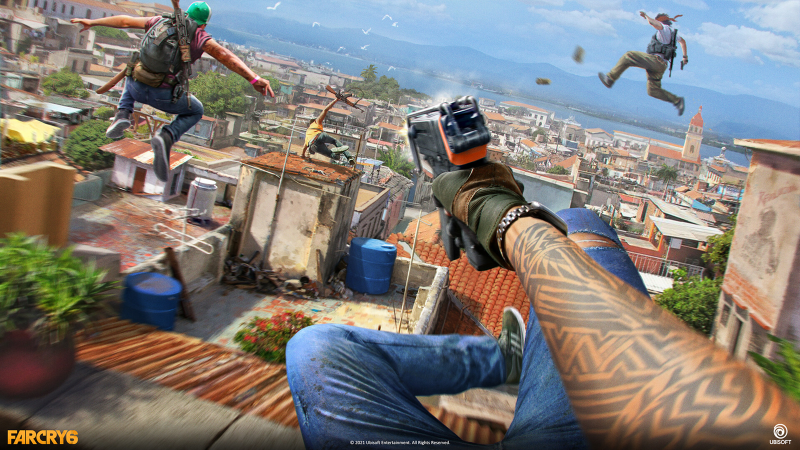 FARCRY6
© 2021 Ubisoft Entertainment. All Rights Reserved.
UBISOFT